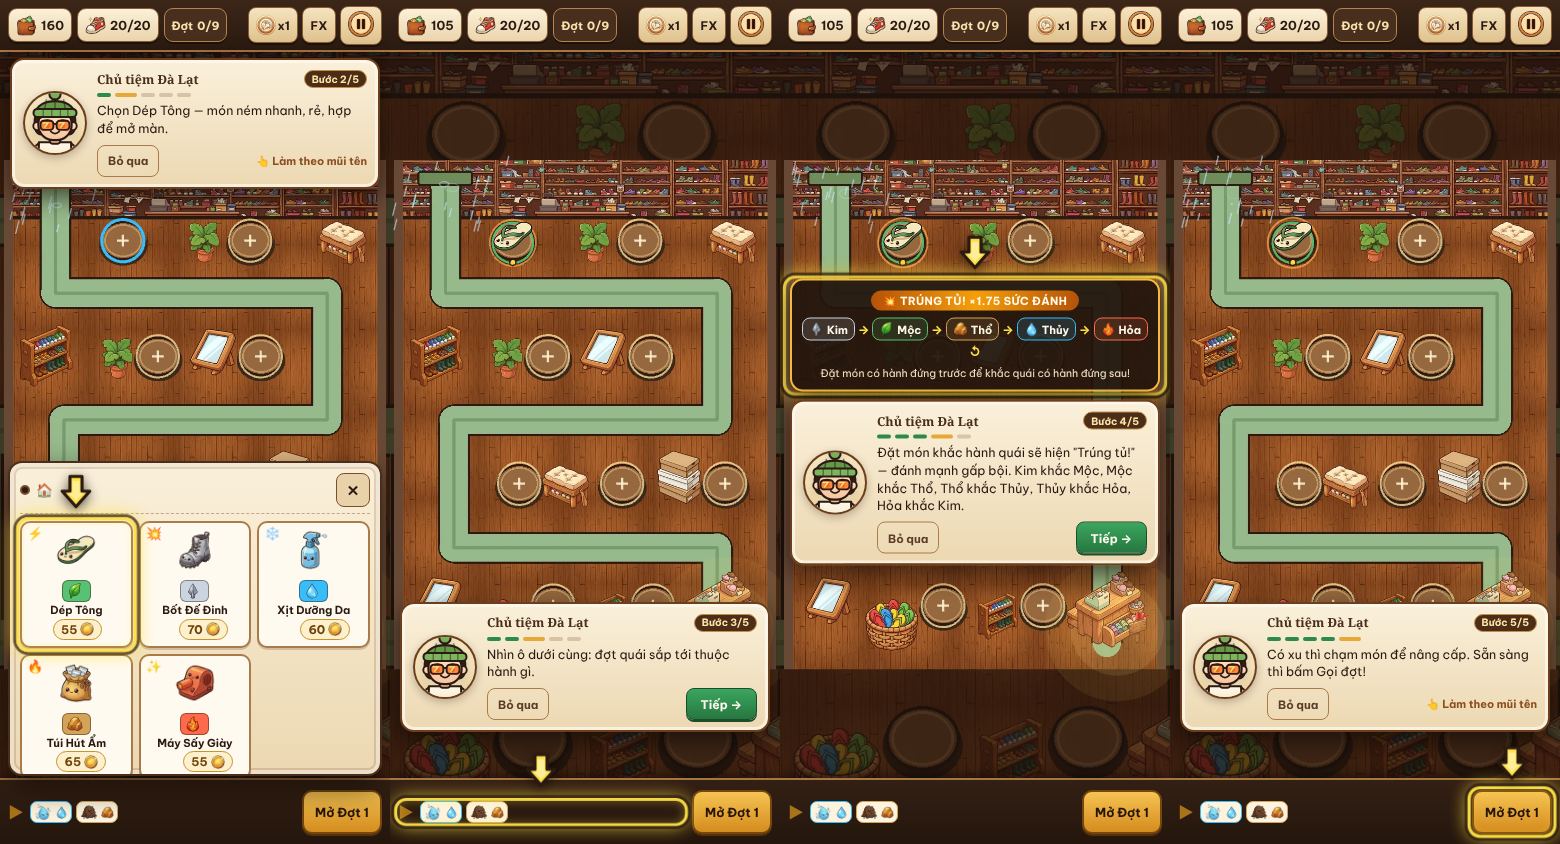 160
20/20
Đợt 0/9
x1
FX
Chủ tiệm Đà Lạt
Bước 2/5
Chọn Dép Tông — món ném nhanh, rẻ, hợp
để mở màn.
Bỏ qua
👆 Làm theo mũi tên
Dép Tông
55
Bốt Đế Đinh
70
Xịt Dưỡng Da
60
Túi Hút Ẩm
65
Máy Sấy Giày
55
Mở Đợt 1
105
20/20
Đợt 0/9
x1
FX
Chủ tiệm Đà Lạt
Bước 3/5
Nhìn ô dưới cùng: đợt quái sắp tới thuộc
hành gì.
Bỏ qua
Tiếp →
Mở Đợt 1
105
20/20
Đợt 0/9
x1
FX
💥 TRÚNG TỦ! ×1.75 SỨC ĐÁNH
Kim → Mộc → Thổ → Thủy → Hỏa
↺
Đặt món có hành đứng trước để khắc quái có hành đứng sau!
Chủ tiệm Đà Lạt
Bước 4/5
Đặt món khắc hành quái sẽ hiện "Trúng tủ!"
— đánh mạnh gấp bội. Kim khắc Mộc, Mộc
khắc Thổ, Thổ khắc Thủy, Thủy khắc Hỏa,
Hỏa khắc Kim.
Bỏ qua
Tiếp →
Mở Đợt 1
105
20/20
Đợt 0/9
x1
FX
Chủ tiệm Đà Lạt
Bước 5/5
Có xu thì chạm món để nâng cấp. Sẵn sàng
thì bấm Gọi đợt!
Bỏ qua
👆 Làm theo mũi tên
Mở Đợt 1